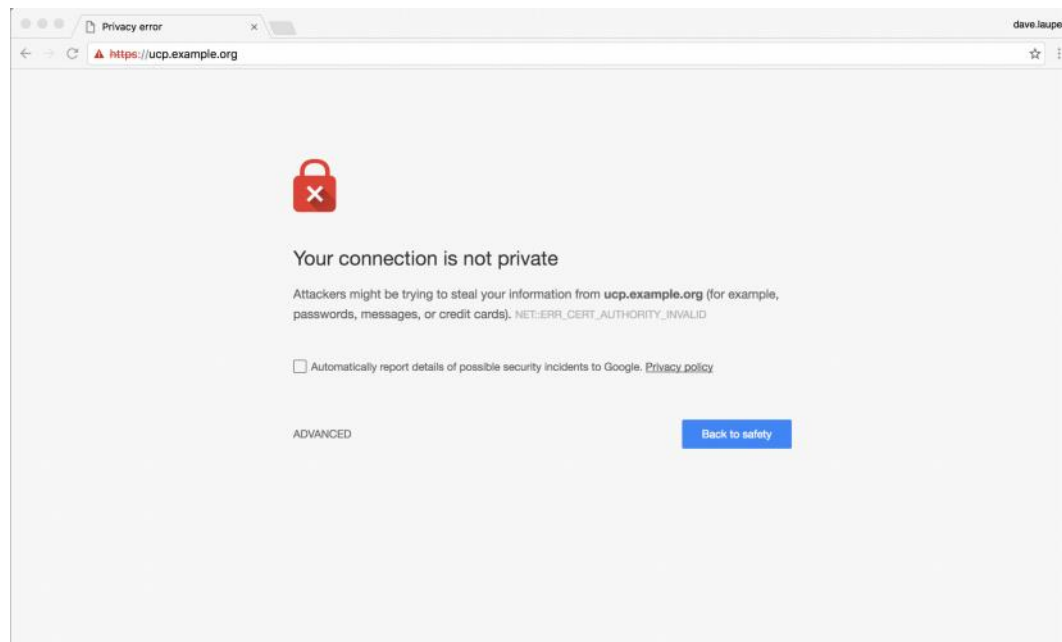 Privacy error
dave.laupe
https://ucp.example.org
Your connection is not private
Attackers might be trying to steal your information from ucp.example.org (for example,
passwords, messages, or credit cards). NET::ERR_CERT_AUTHORITY_INVALID
Automatically report details of possible security incidents to Google. Privacy policy
ADVANCED
Back to safety